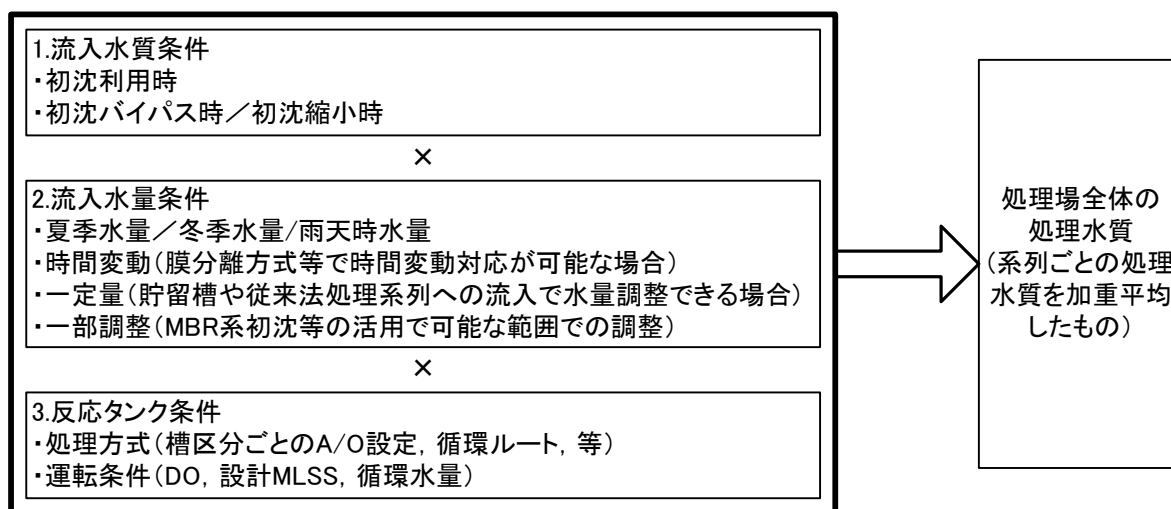 1.流入水質条件
・初沈利用時
・初沈バイパス時／初沈縮小時
×
2.流入水量条件
・夏季水量／冬季水量/雨天時水量
・時間変動（膜分離方式等で時間変動対応が可能な場合）
・一定量（貯留槽や従来法処理系列への流入で水量調整できる場合）
・一部調整（MBR系初沈等の活用で可能な範囲での調整）
×
3.反応タンク条件
・処理方式（槽区分ごとのA/O設定，循環ルート，等）
・運転条件（DO，設計MLSS，循環水量）
処理場全体の
処理水質
（系列ごとの処理
水質を加重平均
したもの）